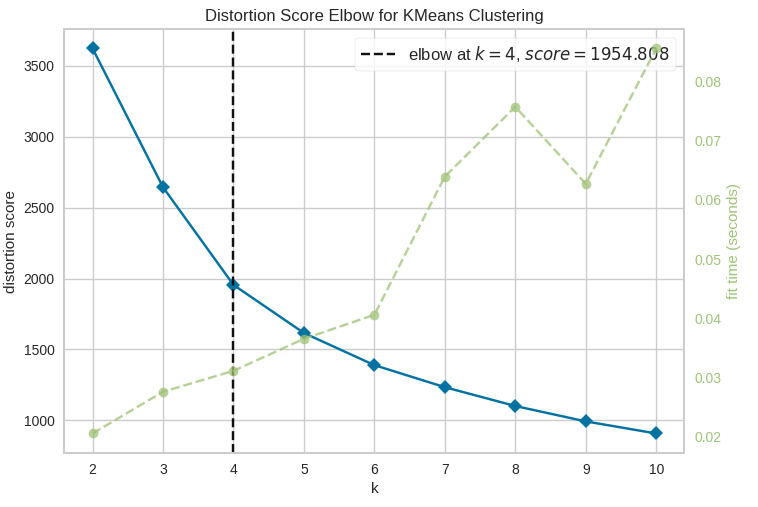 Distortion Score Elbow for KMeans Clustering
elbow at k = 4, score = 1954.808
distortion score
3500
3000
2500
2000
1500
1000
0.08
0.07
0.06
0.05
0.04
0.03
0.02
fit time (seconds)
2 3 4 5 6 7 8 9 10
k